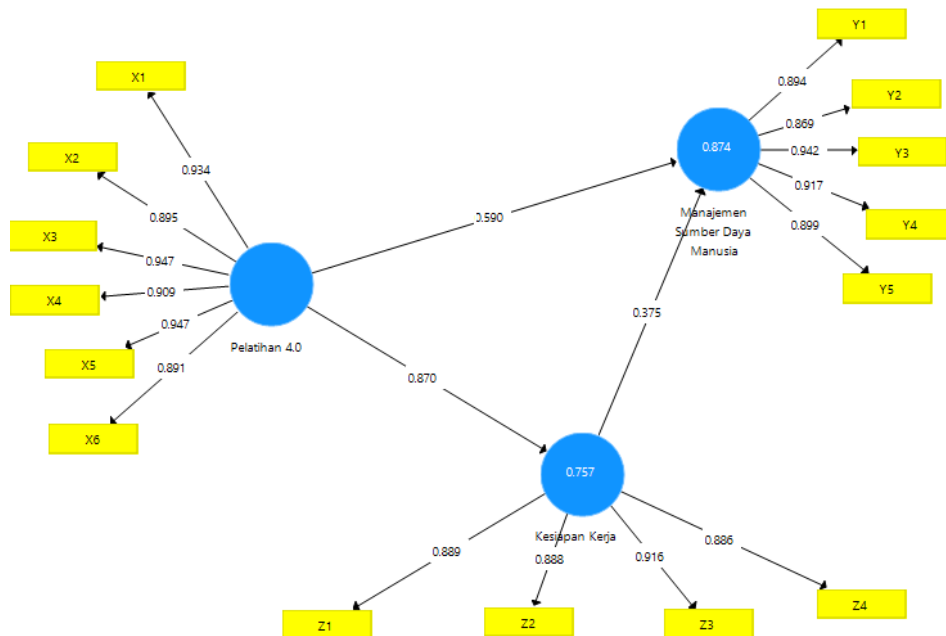 X1
X2
X3
X4
X5
X6
0.934
0.895
0.947
0.909
0.947
0.891
Pelatihan 4.0
0.590
0.870
0.375
0.874
Manajemen
Sumber Daya
Manusia
Y1
Y2
Y3
Y4
Y5
0.894
0.869
0.942
0.917
0.899
0.757
Kesiapan Kerja
0.889
0.888
0.916
0.886
Z1
Z2
Z3
Z4